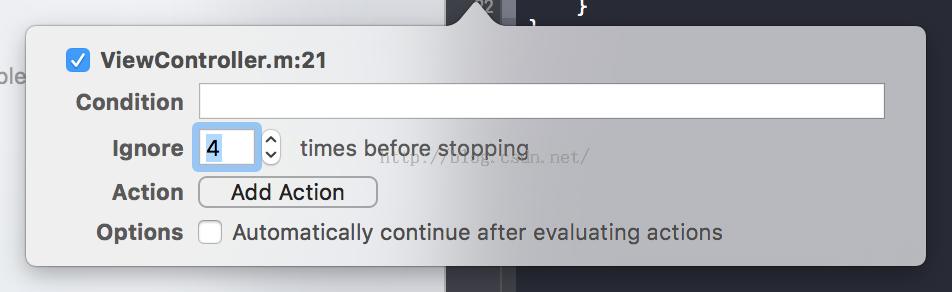 22
}
}
ViewController.m:21
Condition
Ignore 4 times before stopping
http://blog.csdn.net/
Action Add Action
Options Automatically continue after evaluating actions